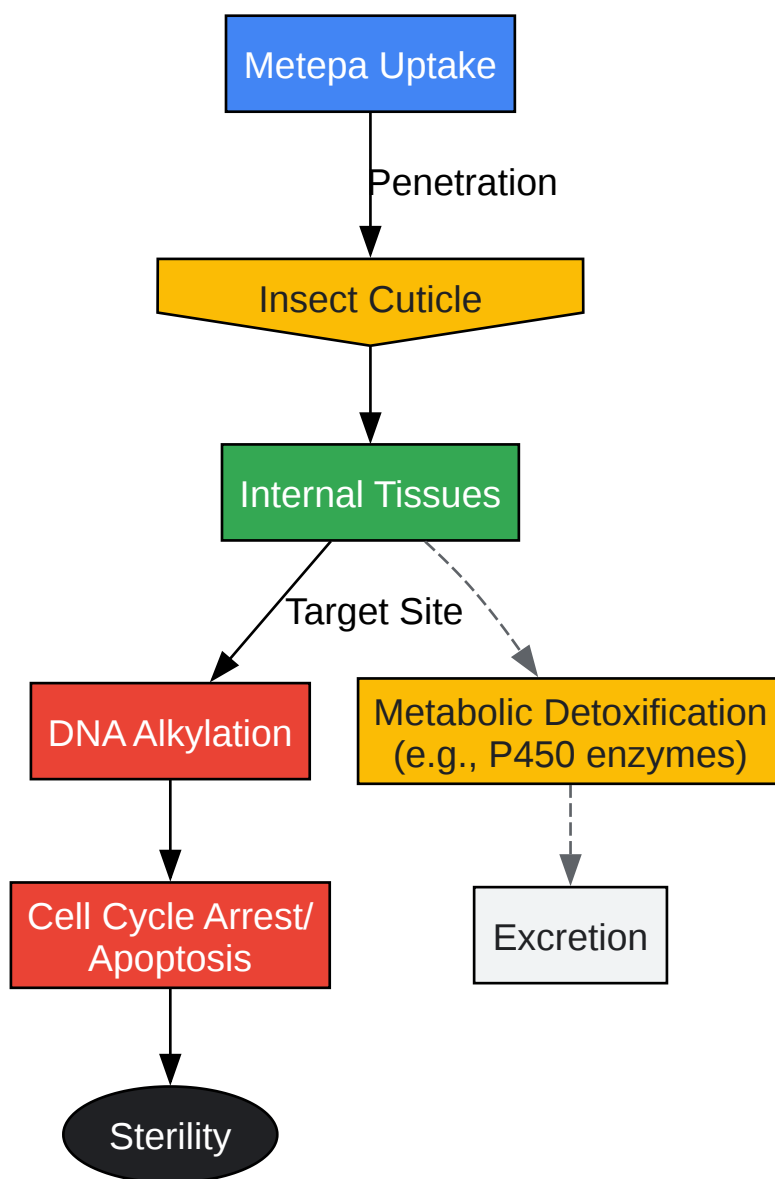 Metepa Uptake
Penetration
Insect Cuticle
Internal Tissues
Target Site
DNA Alkylation
Metabolic Detoxification
(e.g., P450 enzymes)
Cell Cycle Arrest/
Apoptosis
Excretion
Sterility